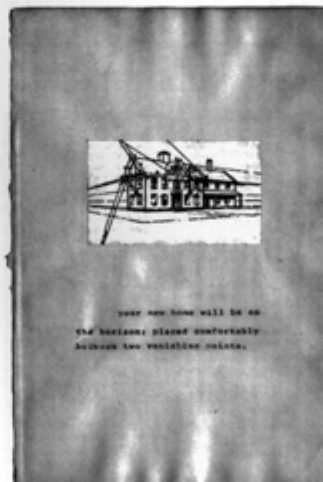 your new home will be on
the horizon; placed comfortably
between two vanishing points.